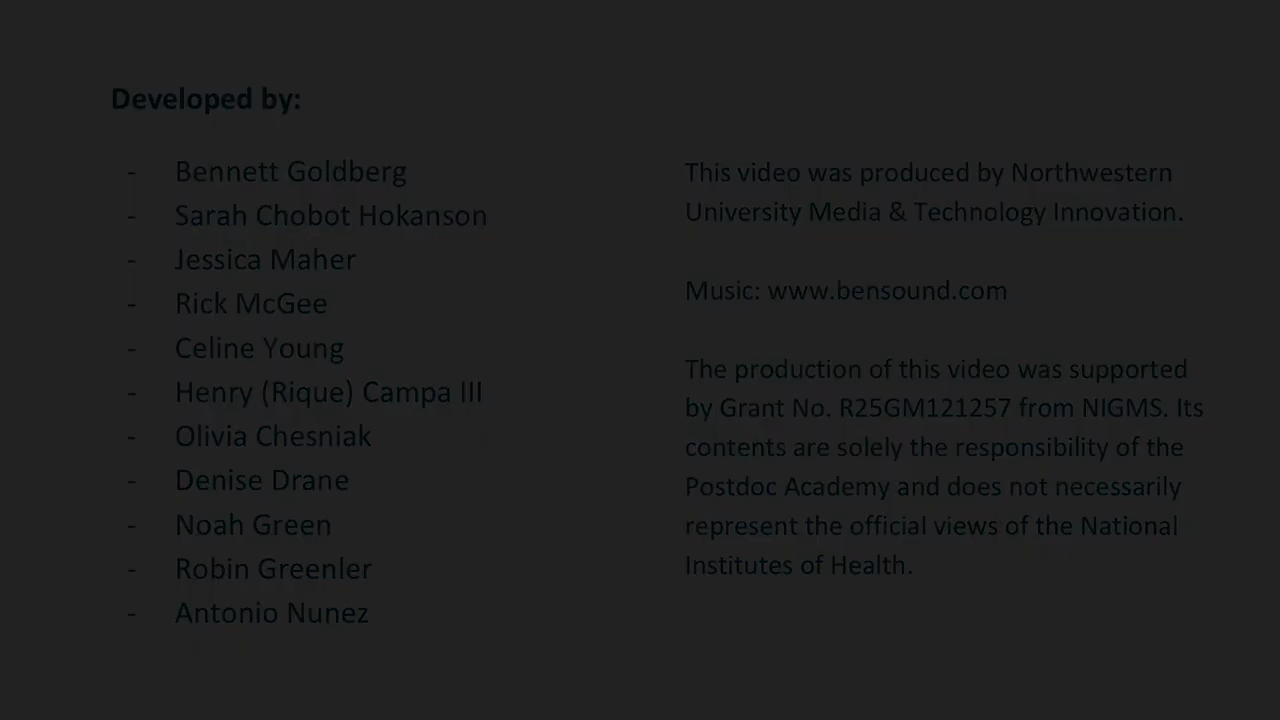 Developed by:
- Bennett Goldberg
- Sarah Chobot Hokanson
- Jessica Maher
- Rick McGee
- Celine Young
- Henry (Rique) Campa III
- Olivia Chesniak
- Denise Drane
- Noah Green
- Robin Greenler
- Antonio Nunez
This video was produced by Northwestern
University Media & Technology Innovation.
Music: www.bensound.com
The production of this video was supported
by Grant No. R25GM121257 from NIGMS. Its
contents are solely the responsibility of the
Postdoc Academy and does not necessarily
represent the official views of the National
Institutes of Health.